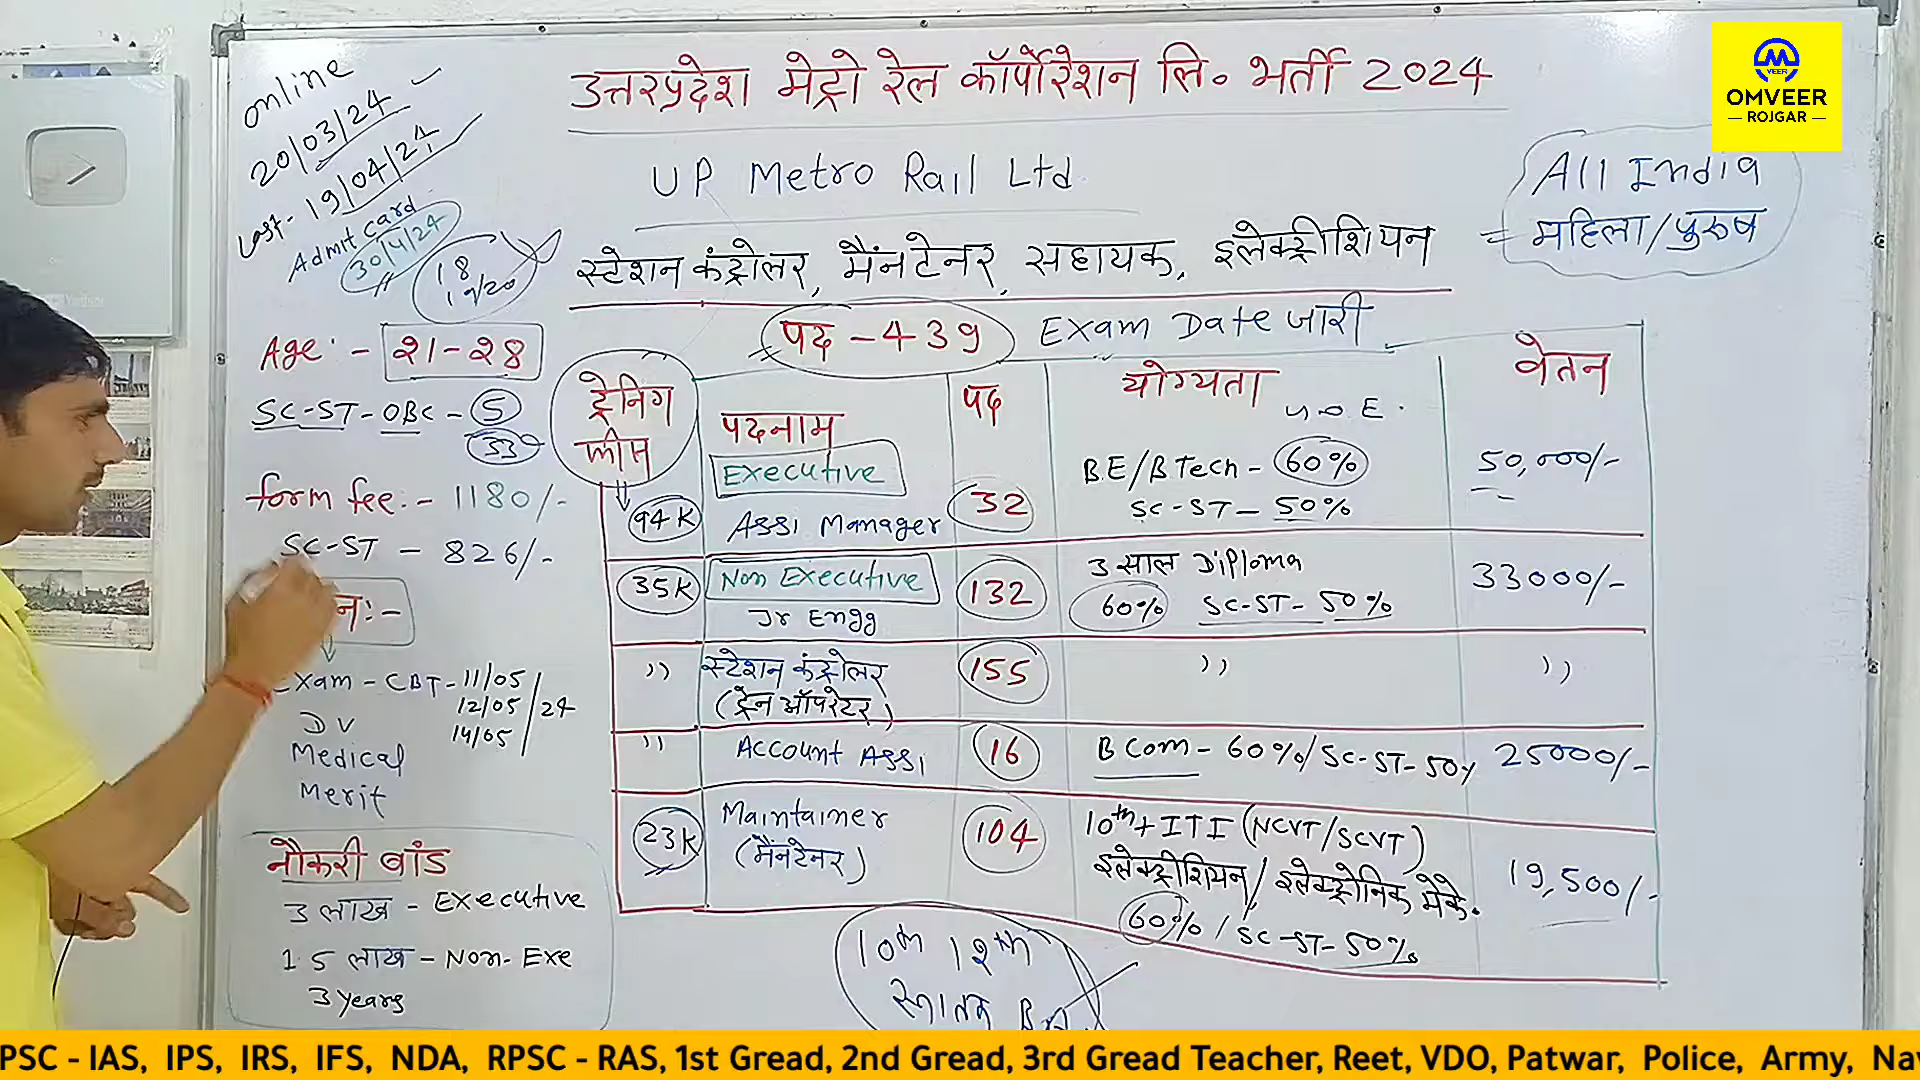 online
20/03/24
Last - 19/04/24
Admit card
30/4/24
18
19/20
उत्तरप्रदेश मेट्रो रेल कॉर्पोरेशन लि० भर्ती 2024
VEER
OMVEER
— ROJGAR —
UP Metro Rail Ltd.
All India
महिला/पुरुष
स्टेशन कंट्रोलर, मैंनटेनर, सहायक, इलेक्ट्रीशियन
पद - 439 Exam Date जारी
Age :- 21-28
SC-ST-OBC - 5
33
form fee:- 1180/-
SC-ST - 826/-
न:-
Exam - CBT - 11/05
12/05 /24
14/05
DV
Medical
Merit
नौकरी बांड
3 लाख - Executive
1.5 लाख - Non-Exe
3 years
ट्रेनिग फीस पदनाम पद योग्यता वेतन
94K Executive Assi Manager 32 B.E/B Tech - 60% SC-ST - 50% 50,000/-
35K Non Executive Jr Engg 132 3 साल Diploma 60% SC-ST - 50% 33000/-
,, स्टेशन कंट्रोलर (ट्रेन ऑपरेटर) 155 ,, ,,
,, Account Assi 16 B Com - 60%/SC-ST-50% 25000/-
23K Maintainer (मैंनटेनर) 104 10th + ITI (NCVT/SCVT) 19,500/-
इलेक्ट्रीशियन/इलेक्ट्रोनिक मेके.
60% / SC-ST-50%
10th 12th
स्नातक
PSC - IAS, IPS, IRS, IFS, NDA, RPSC - RAS, 1st Gread, 2nd Gread, 3rd Gread Teacher, Reet, VDO, Patwar, Police, Army, Nav